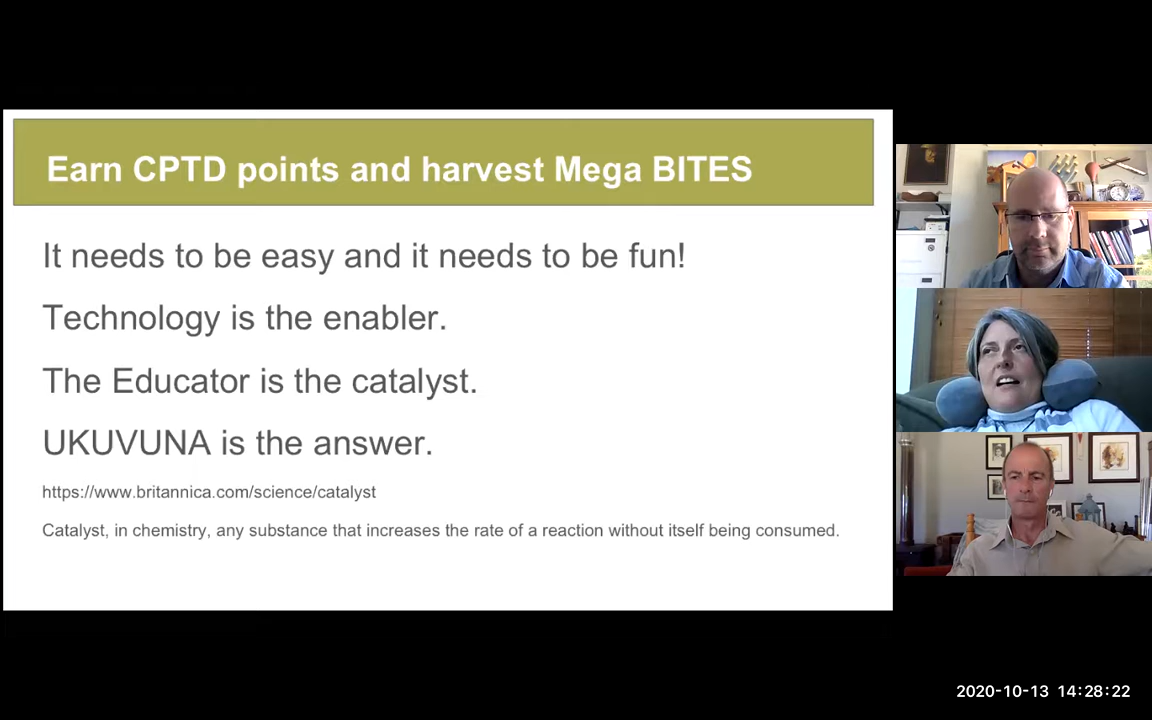 Earn CPTD points and harvest Mega BITES
It needs to be easy and it needs to be fun!
Technology is the enabler.
The Educator is the catalyst.
UKUVUNA is the answer.
https://www.britannica.com/science/catalyst
Catalyst, in chemistry, any substance that increases the rate of a reaction without itself being consumed.
2020-10-13 14:28:22